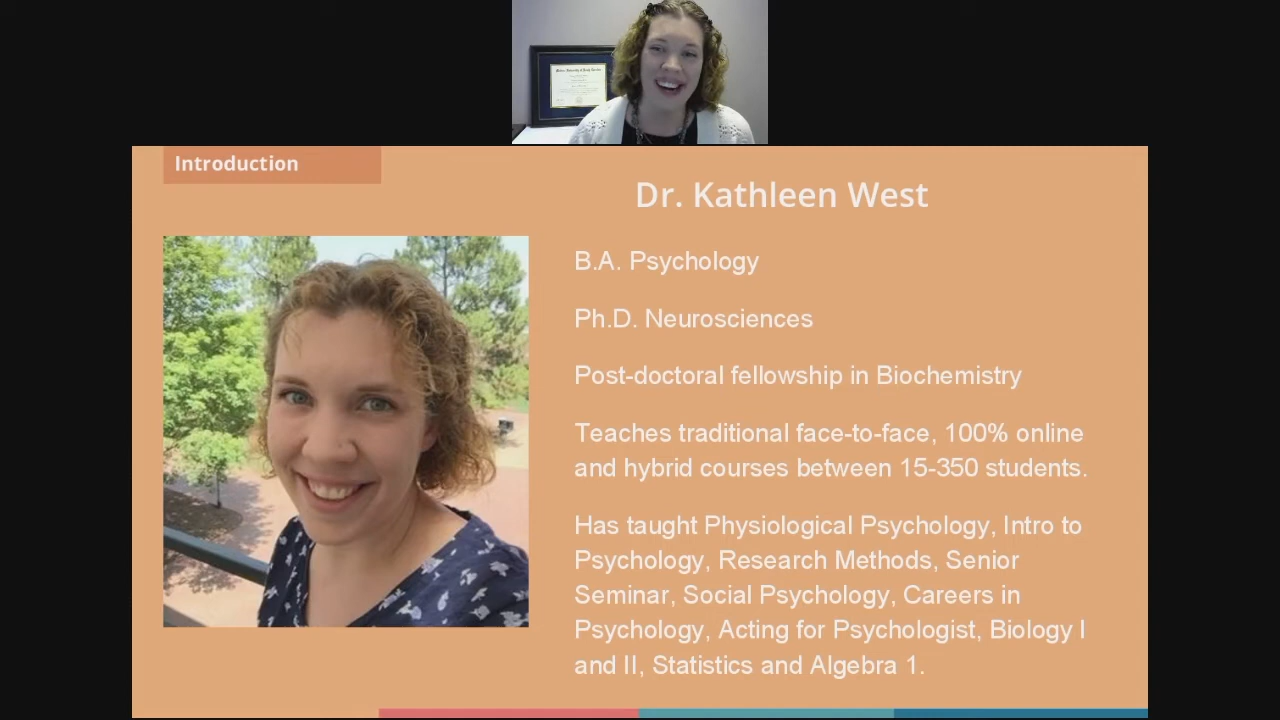 Introduction
Dr. Kathleen West
B.A. Psychology
Ph.D. Neurosciences
Post-doctoral fellowship in Biochemistry
Teaches traditional face-to-face, 100% online
and hybrid courses between 15-350 students.
Has taught Physiological Psychology, Intro to
Psychology, Research Methods, Senior
Seminar, Social Psychology, Careers in
Psychology, Acting for Psychologist, Biology I
and II, Statistics and Algebra 1.